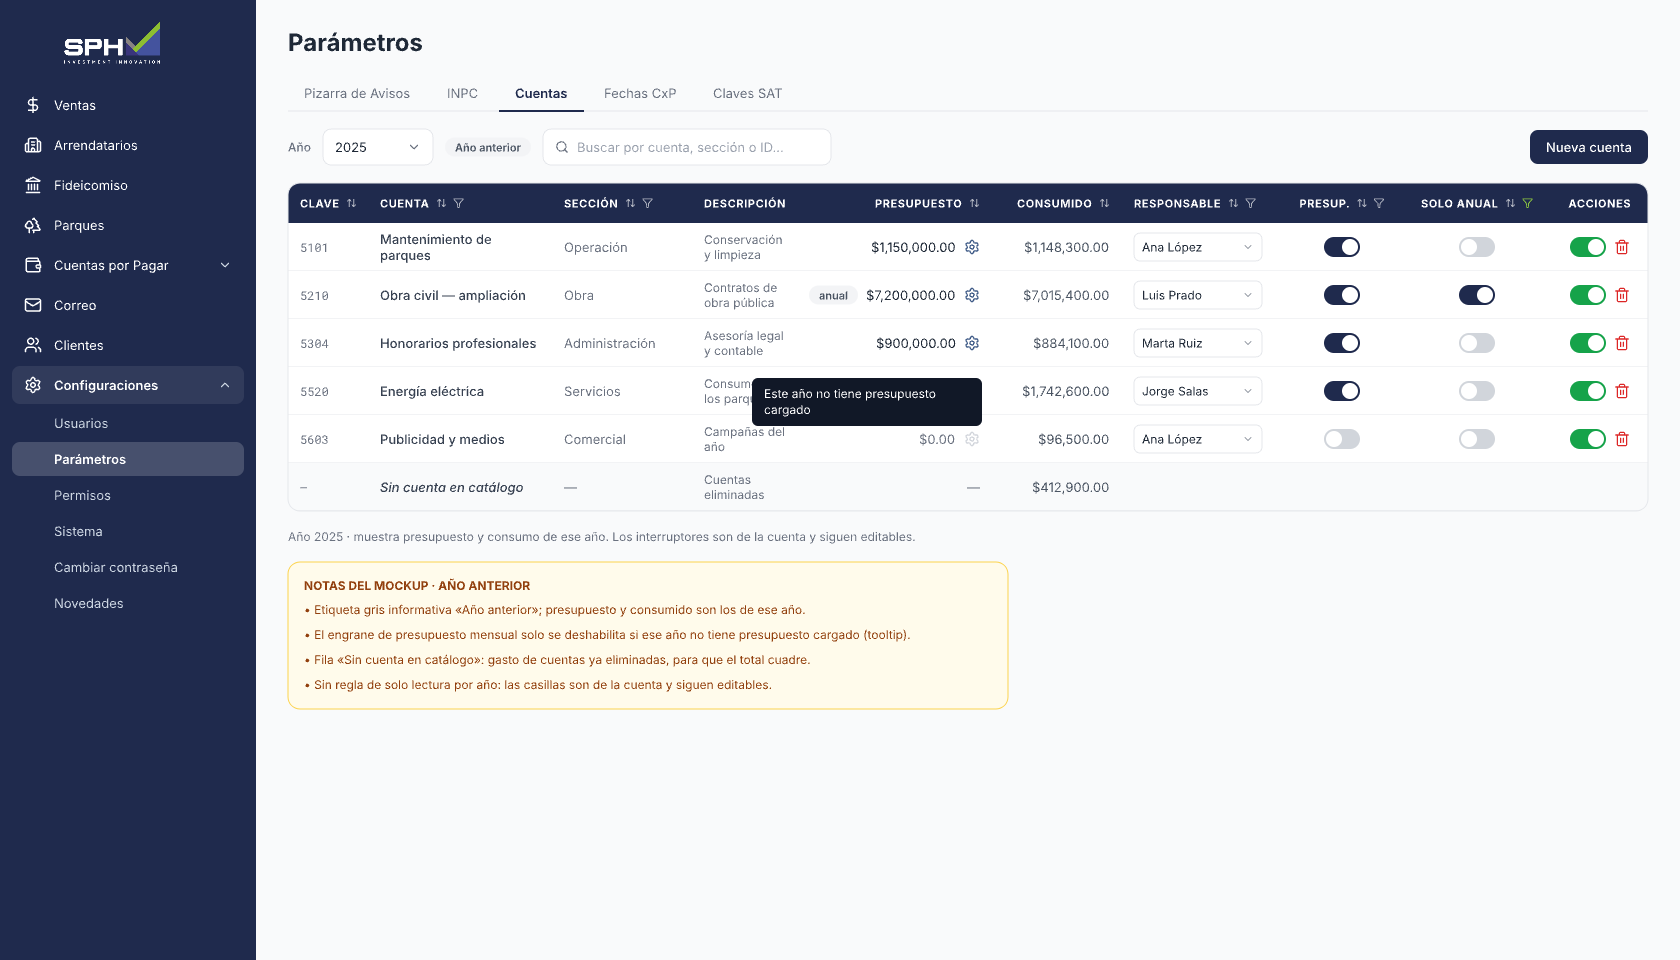 SPH
INVESTMENT INNOVATION
Ventas
Arrendatarios
Fideicomiso
Parques
Cuentas por Pagar
Correo
Clientes
Configuraciones
Usuarios
Parámetros
Permisos
Sistema
Cambiar contraseña
Novedades
Parámetros
Pizarra de Avisos INPC Cuentas Fechas CxP Claves SAT
Año 2025 Año anterior Buscar por cuenta, sección o ID... Nueva cuenta
CLAVE CUENTA SECCIÓN DESCRIPCIÓN PRESUPUESTO CONSUMIDO RESPONSABLE PRESUP. SOLO ANUAL ACCIONES
5101 Mantenimiento de parques Operación Conservación y limpieza $1,150,000.00 $1,148,300.00 Ana López
5210 Obra civil — ampliación Obra Contratos de obra pública anual $7,200,000.00 $7,015,400.00 Luis Prado
5304 Honorarios profesionales Administración Asesoría legal y contable $900,000.00 $884,100.00 Marta Ruiz
5520 Energía eléctrica Servicios los $1,742,600.00 Jorge Salas
Este año no tiene presupuesto
cargado
5603 Publicidad y medios Comercial Campañas del año $0.00 $96,500.00 Ana López
— Sin cuenta en catálogo — Cuentas eliminadas — $412,900.00
Año 2025 · muestra presupuesto y consumo de ese año. Los interruptores son de la cuenta y siguen editables.
NOTAS DEL MOCKUP · AÑO ANTERIOR
• Etiqueta gris informativa «Año anterior»; presupuesto y consumido son los de ese año.
• El engrane de presupuesto mensual solo se deshabilita si ese año no tiene presupuesto cargado (tooltip).
• Fila «Sin cuenta en catálogo»: gasto de cuentas ya eliminadas, para que el total cuadre.
• Sin regla de solo lectura por año: las casillas son de la cuenta y siguen editables.